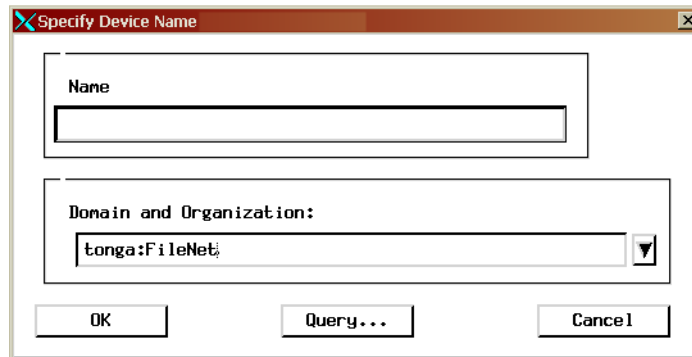 Specify Device Name
Name
Domain and Organization:
tonga:FileNet
OK Query... Cancel